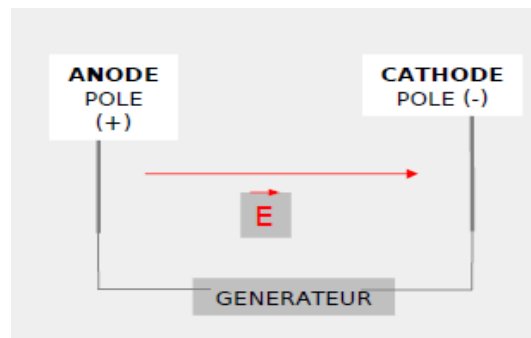 ANODE
POLE
(+)
CATHODE
POLE (-)
E
GENERATEUR